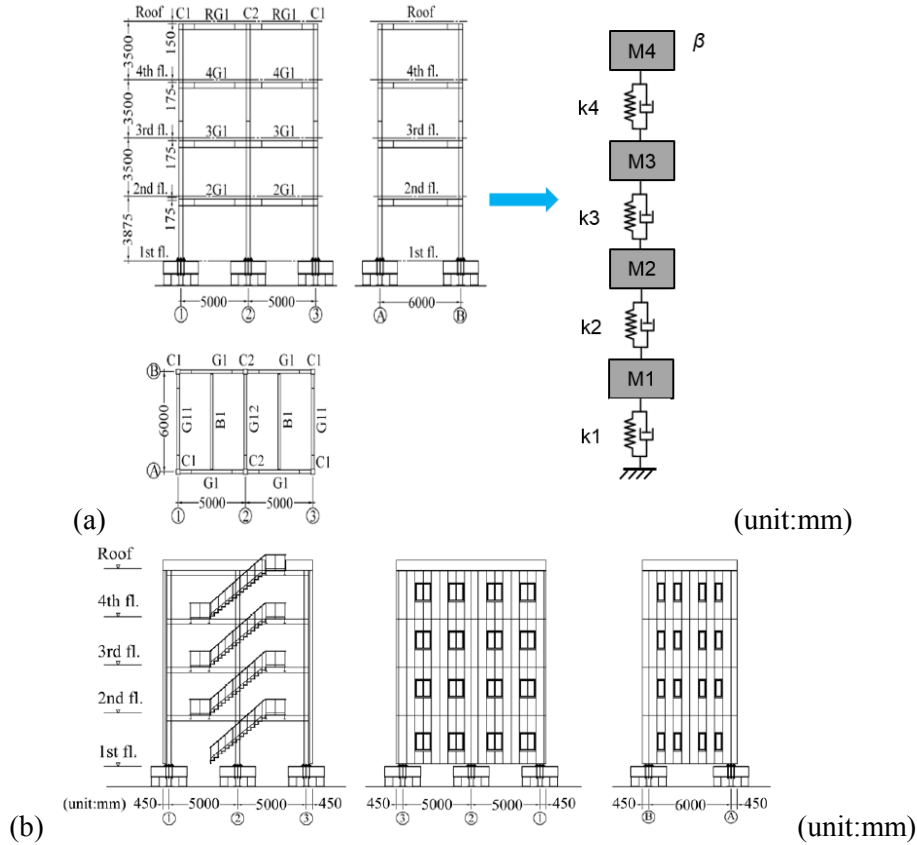 Roof C1 RG1 C2 RG1 C1 Roof
150
3500
4th fl. 4G1 4G1 4th fl.
175
3500
3rd fl. 3G1 3G1 3rd fl.
175
3500
2nd fl. 2G1 2G1 2nd fl.
175
3875
1st fl. 1st fl.
5000 5000 6000
1 2 3 A B
M4 β
k4
M3
k3
M2
k2
M1
k1
C1 G1 C2 G1 C1
B
6000
G11 B1 G12 B1 G11
C1 C2 C1
A
G1 G1
5000 5000
1 2 3
(a) (unit:mm)
Roof
4th fl.
3rd fl.
2nd fl.
1st fl.
(unit:mm) 450 5000 5000 450 450 5000 5000 450 450 6000 450
1 2 3 3 2 1 B A
(b) (unit:mm)